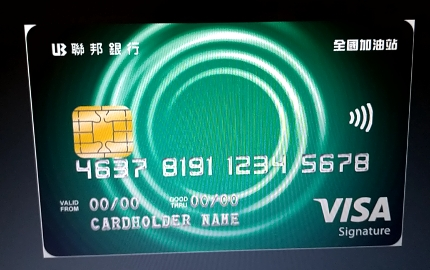 UB 聯邦銀行
全國加油站
4637 8191 1234 5678
VALID FROM 00/00 GOOD THRU 00/00
CARDHOLDER NAME
VISA
Signature